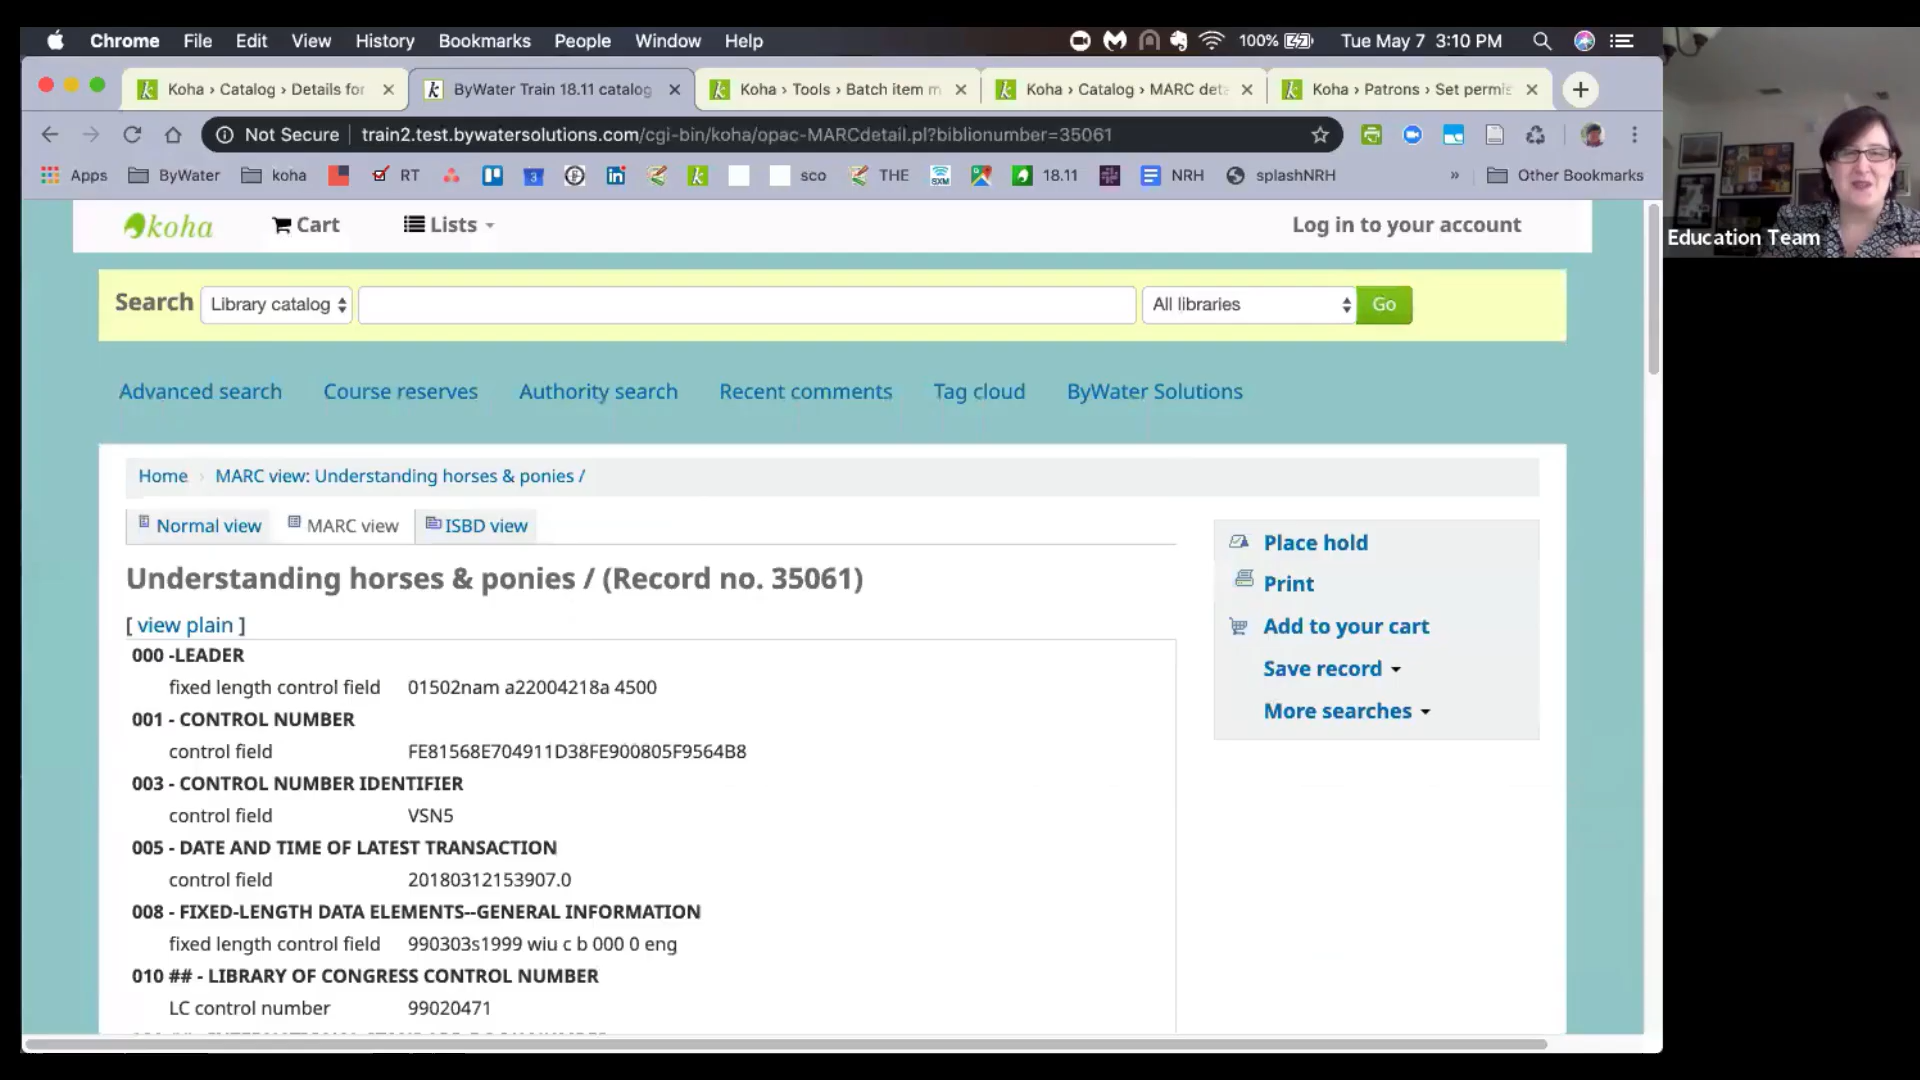 Chrome File Edit View History Bookmarks People Window Help 100% Tue May 7 3:10 PM
Koha › Catalog › Details for ByWater Train 18.11 catalog Koha › Tools › Batch item m Koha › Catalog › MARC deta Koha › Patrons › Set permis
Not Secure train2.test.bywatersolutions.com/cgi-bin/koha/opac-MARCdetail.pl?biblionumber=35061
Apps ByWater koha RT sco THE 18.11 NRH splashNRH » Other Bookmarks
koha Cart Lists Log in to your account
Education Team
Search Library catalog All libraries Go
Advanced search Course reserves Authority search Recent comments Tag cloud ByWater Solutions
Home › MARC view: Understanding horses & ponies /
Normal view MARC view ISBD view
Place hold
Print
Add to your cart
Save record
More searches
Understanding horses & ponies / (Record no. 35061)
[ view plain ]
000 -LEADER
fixed length control field 01502nam a22004218a 4500
001 - CONTROL NUMBER
control field FE81568E704911D38FE900805F9564B8
003 - CONTROL NUMBER IDENTIFIER
control field VSN5
005 - DATE AND TIME OF LATEST TRANSACTION
control field 20180312153907.0
008 - FIXED-LENGTH DATA ELEMENTS--GENERAL INFORMATION
fixed length control field 990303s1999 wiu c b 000 0 eng
010 ## - LIBRARY OF CONGRESS CONTROL NUMBER
LC control number 99020471